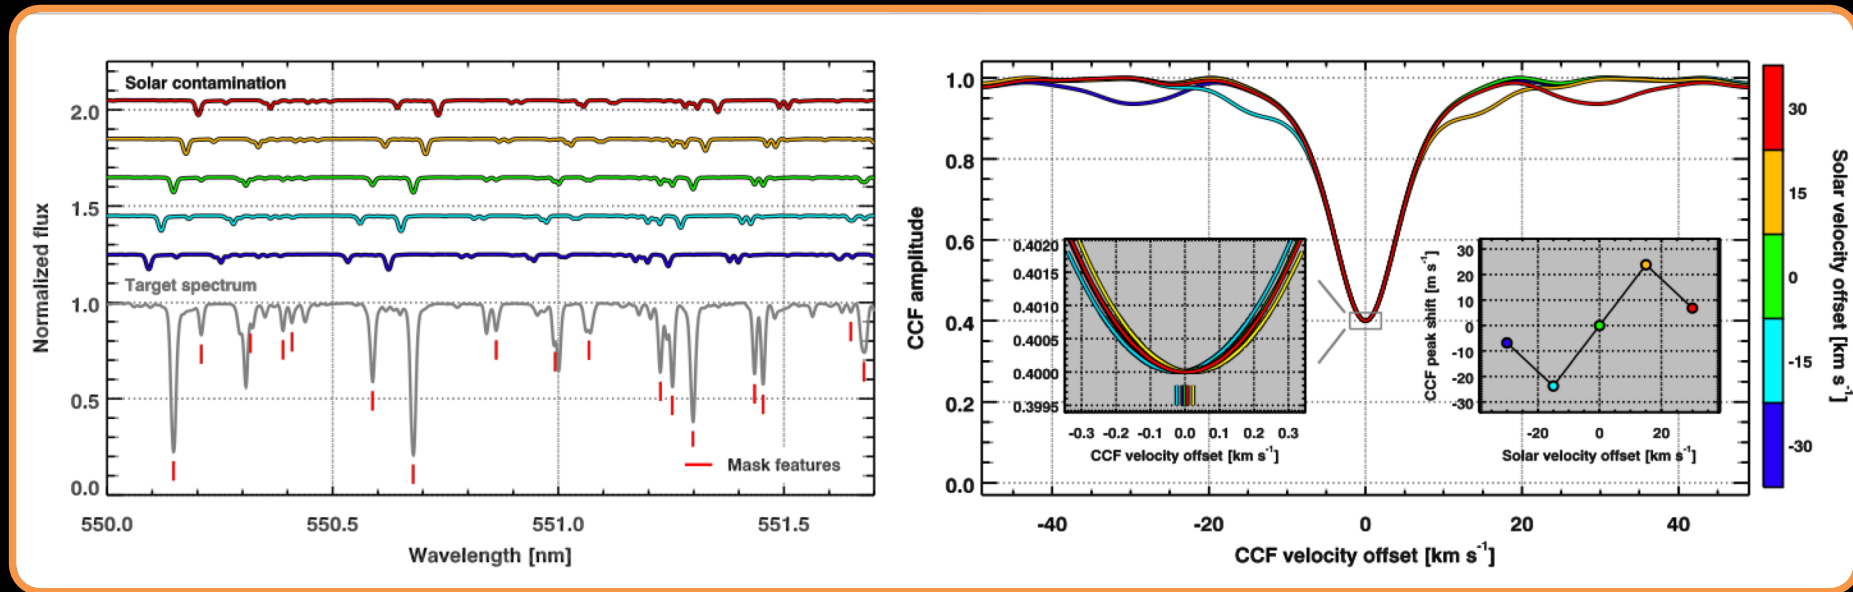 Solar contamination
Target spectrum
Mask features
Normalized flux
2.0
1.5
1.0
0.5
0.0
550.0 550.5 551.0 551.5
Wavelength [nm]
CCF amplitude
1.0
0.8
0.6
0.4
0.2
0.0
-40 -20 0 20 40
CCF velocity offset [km s-1]
0.4020
0.4015
0.4010
0.4005
0.4000
0.3995
-0.3 -0.2 -0.1 0.0 0.1 0.2 0.3
CCF velocity offset [km s-1]
CCF peak shift [m s-1]
30
20
10
0
-10
-20
-30
-20 0 20
Solar velocity offset [km s-1]
30
15
0
-15
-30
Solar velocity offset [km s-1]